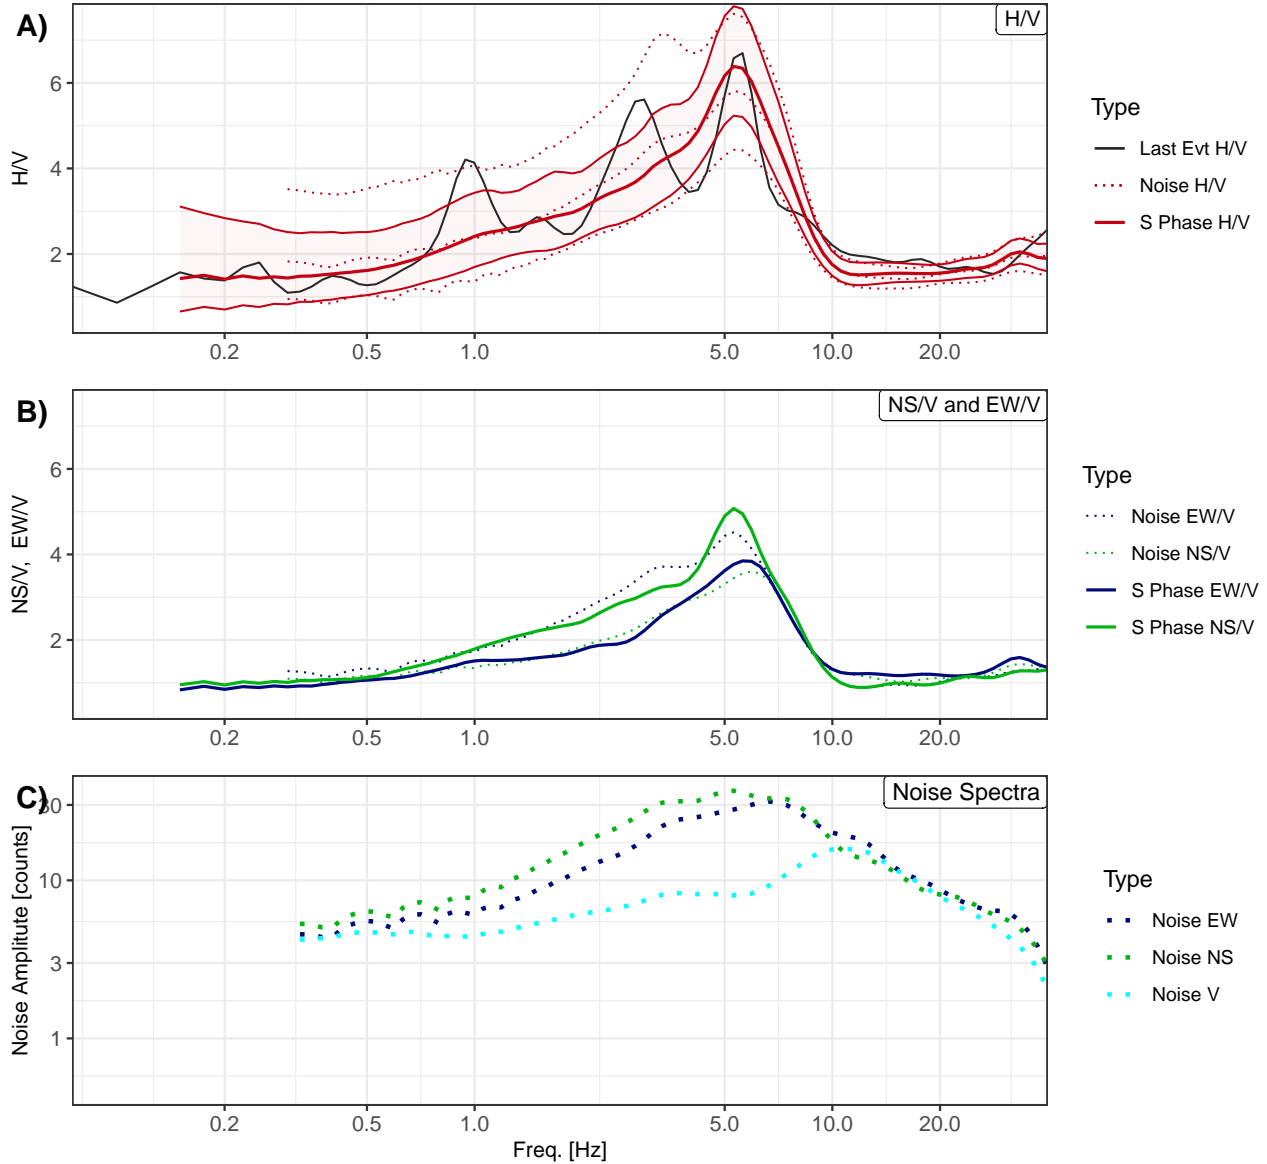 A)
H/V
H/V
6
4
2
0.2 0.5 1.0 5.0 10.0 20.0
Type
Last Evt H/V
Noise H/V
S Phase H/V
B)
NS/V and EW/V
NS/V, EW/V
6
4
2
0.2 0.5 1.0 5.0 10.0 20.0
Type
Noise EW/V
Noise NS/V
S Phase EW/V
S Phase NS/V
C)
Noise Spectra
Noise Amplitude [counts]
30
10
3
1
0.2 0.5 1.0 5.0 10.0 20.0
Freq. [Hz]
Type
Noise EW
Noise NS
Noise V